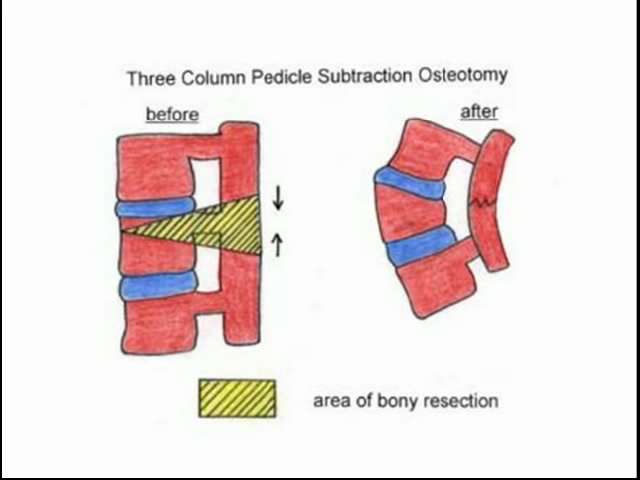 Three Column Pedicle Subtraction Osteotomy
before
after
area of bony resection